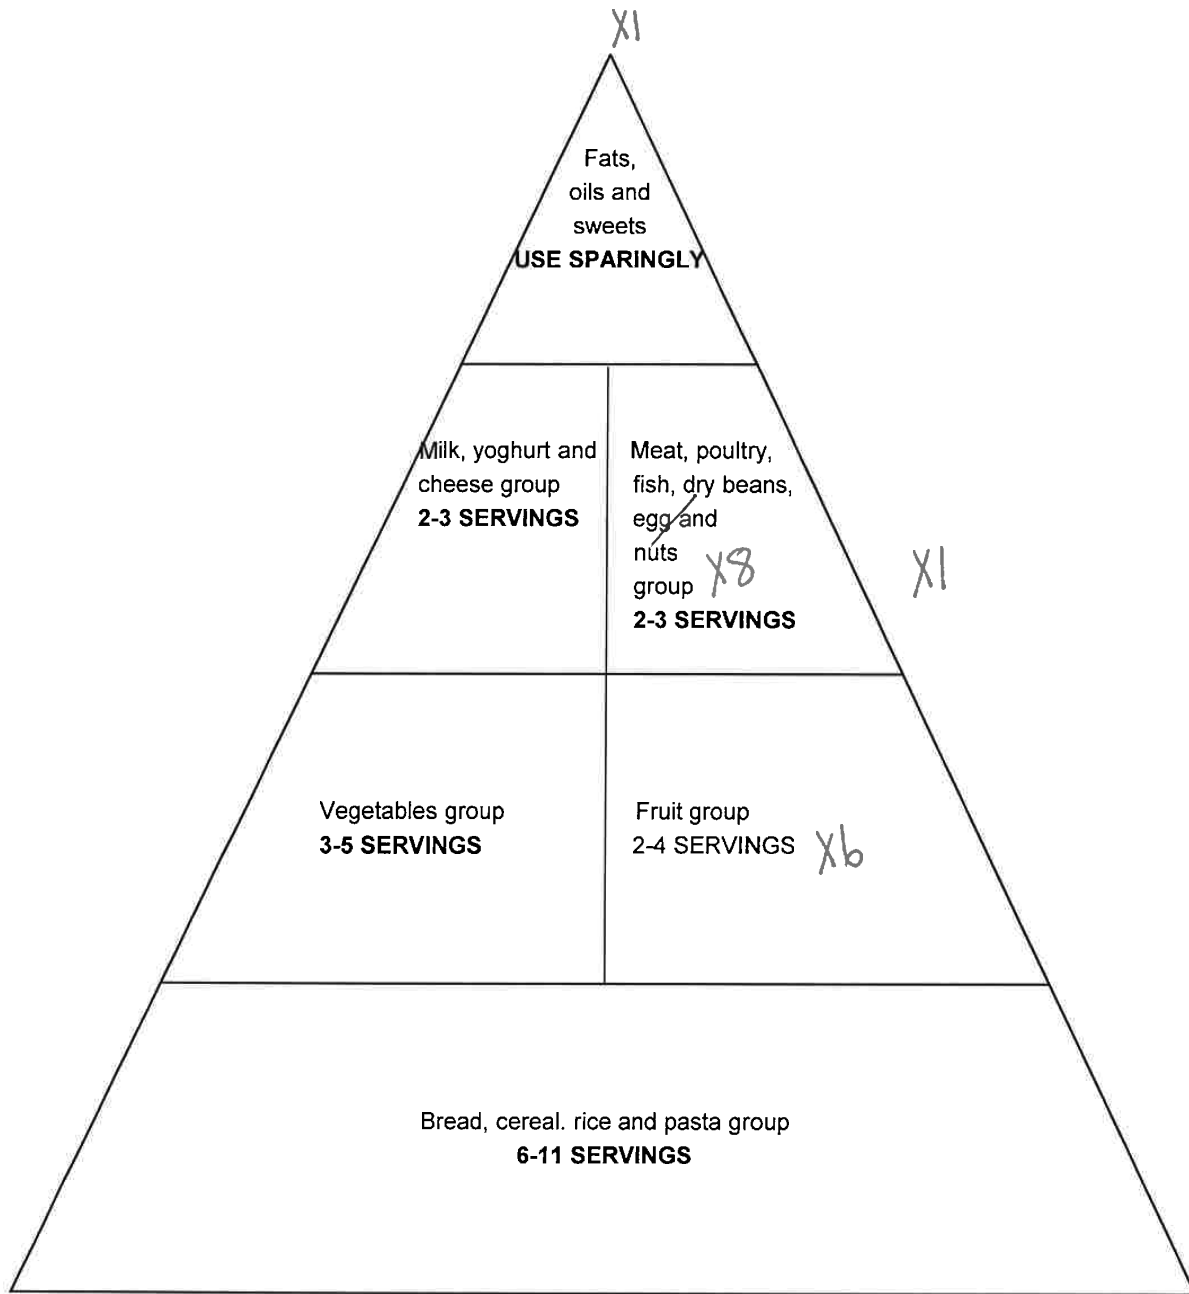 X1
Fats,
oils and
sweets
USE SPARINGLY
Milk, yoghurt and
cheese group
2-3 SERVINGS
Meat, poultry,
fish, dry beans,
egg and
nuts
group X8
2-3 SERVINGS
X1
Vegetables group
3-5 SERVINGS
Fruit group
2-4 SERVINGS X6
Bread, cereal. rice and pasta group
6-11 SERVINGS